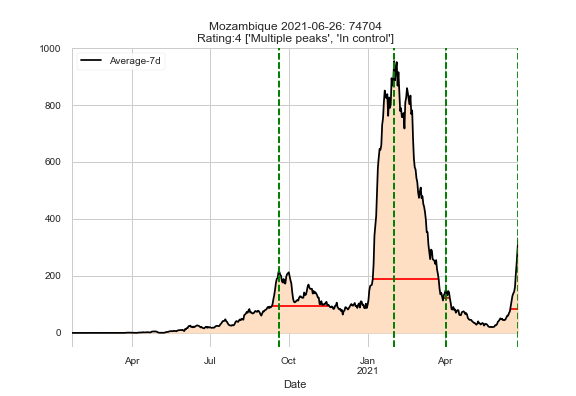 Mozambique 2021-06-26: 74704
Rating:4 ['Multiple peaks', 'In control']
Average-7d
1000
800
600
400
200
0
Apr
Jul
Oct
Jan
2021
Apr
Date